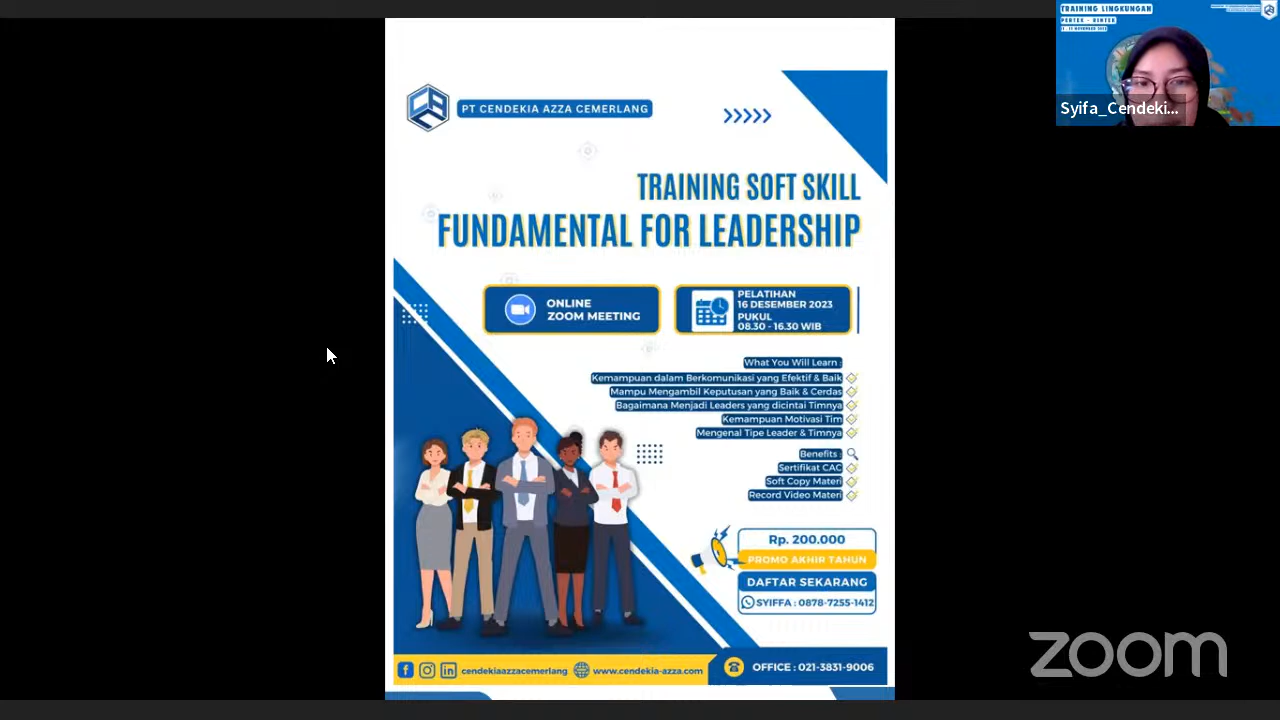 TRAINING LINGKUNGAN
PERTEK - RINTEK
Syifa_Cendeki...
PT CENDEKIA AZZA CEMERLANG
TRAINING SOFT SKILL
FUNDAMENTAL FOR LEADERSHIP
ONLINE
ZOOM MEETING
PELATIHAN
16 DESEMBER 2023
PUKUL
08.30 - 16.30 WIB
What You Will Learn :
Kemampuan dalam Berkomunikasi yang Efektif & Baik
Mampu Mengambil Keputusan yang Baik & Cerdas
Bagaimana Menjadi Leaders yang dicintai Timnya
Kemampuan Motivasi Tim
Mengenal Tipe Leader & Timnya
Benefits :
Sertifikat CAC
Soft Copy Materi
Record Video Materi
Rp. 200.000
PROMO AKHIR TAHUN
DAFTAR SEKARANG
SYIFFA : 0878-7255-1412
cendekiaazzacemerlang
www.cendekia-azza.com
OFFICE : 021-3831-9006
zoom